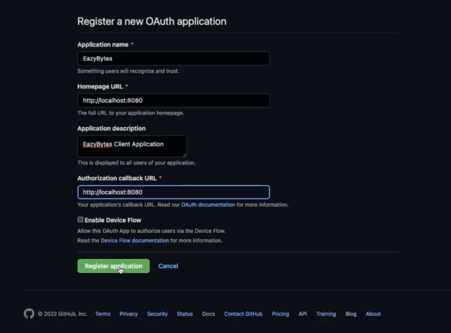 Register a new OAuth application
Application name *
EazyBytes
Something users will recognize and trust.
Homepage URL *
http://localhost:8080
The full URL to your application homepage.
Application description
EazyBytes Client Application
This is displayed to all users of your application.
Authorization callback URL *
http://localhost:8080
Your application's callback URL. Read our OAuth documentation for more information.
Enable Device Flow
Allow this OAuth App to authorize users via the Device Flow.
Read the Device Flow documentation for more information.
Register application Cancel
© 2022 GitHub, Inc. Terms Privacy Security Status Docs Contact GitHub Pricing API Training Blog About